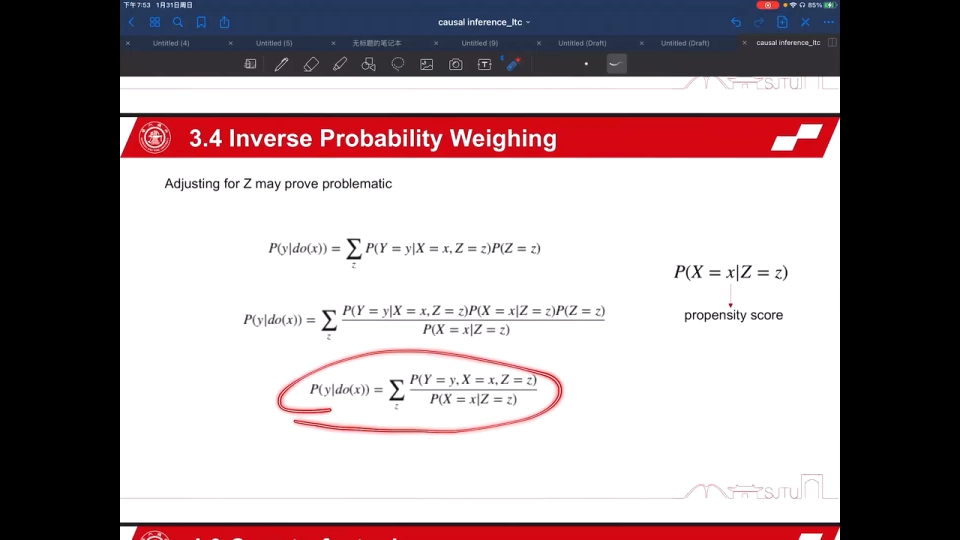 下午7:53 1月31日周日
85%
causal inference_ltc
Untitled (4)
Untitled (5)
无标题的笔记本
Untitled (9)
Untitled (Draft)
Untitled (Draft)
causal inference_ltc
SJTU
3.4 Inverse Probability Weighing
Adjusting for Z may prove problematic
P(y|do(x)) = ∑_z P(Y = y|X = x, Z = z)P(Z = z)
P(X = x|Z = z)
propensity score
P(y|do(x)) = ∑_z P(Y = y|X = x, Z = z)P(X = x|Z = z)P(Z = z) / P(X = x|Z = z)
P(y|do(x)) = ∑_z P(Y = y, X = x, Z = z) / P(X = x|Z = z)
SJTU